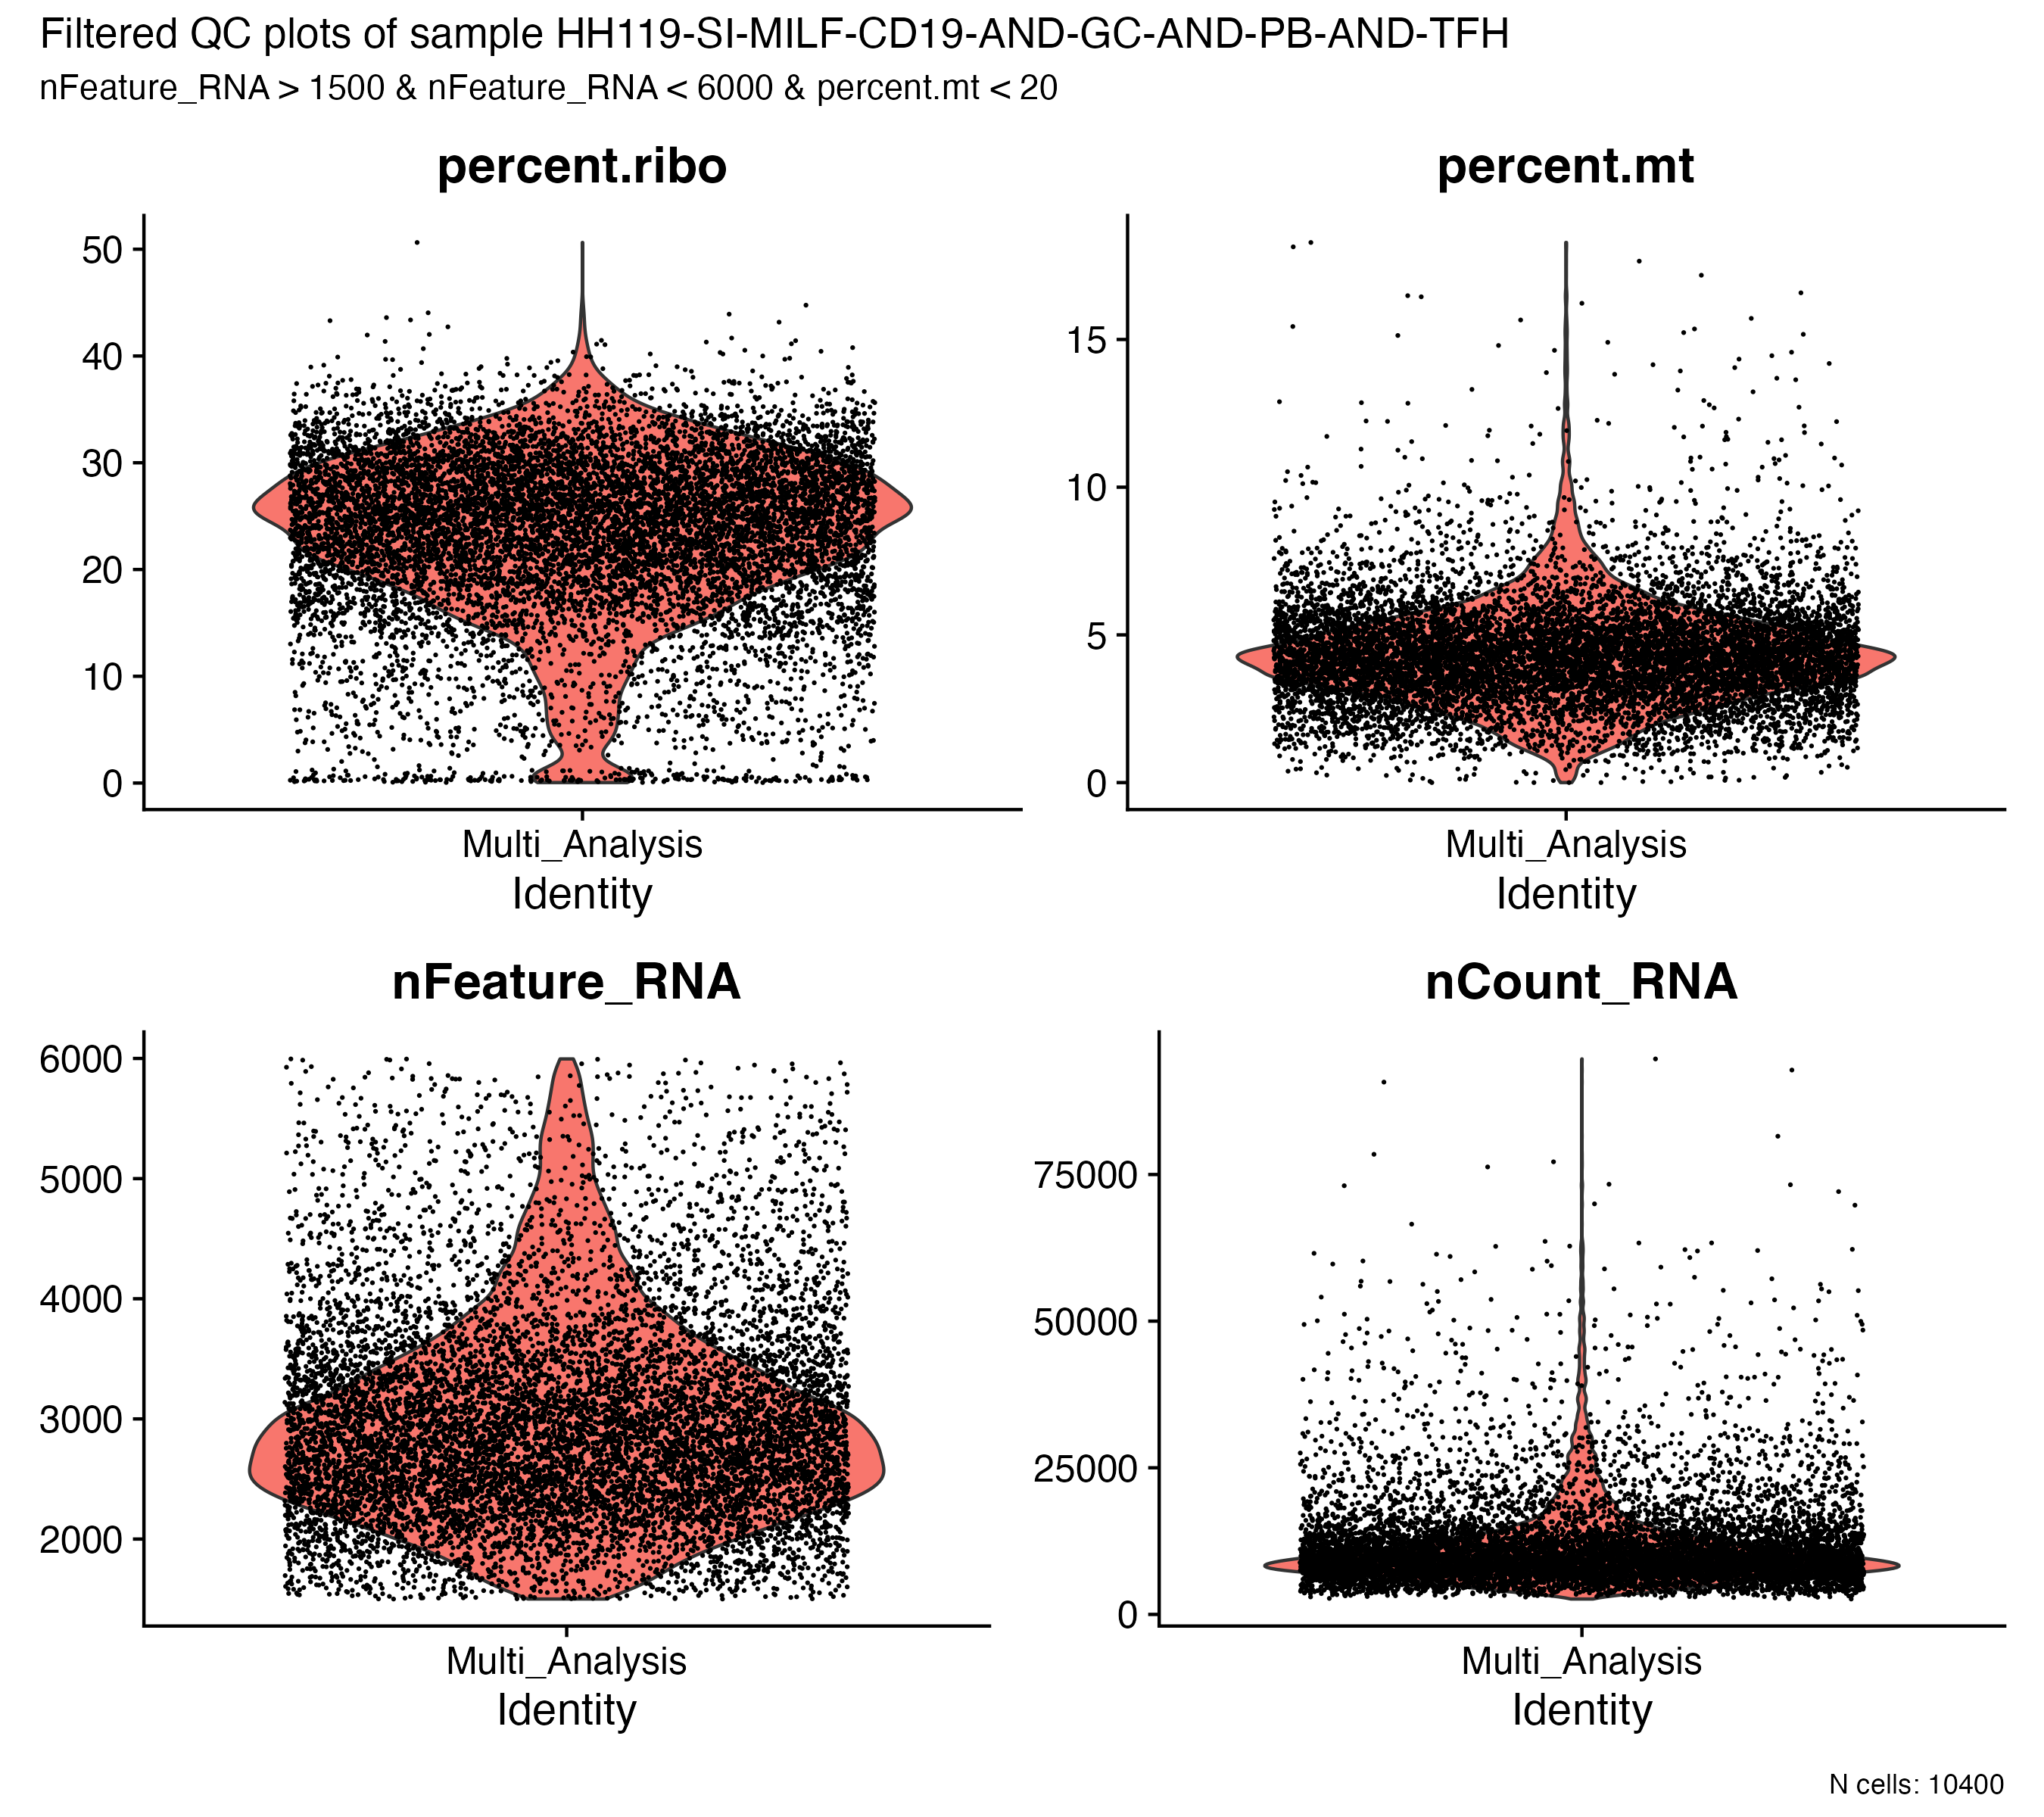 Filtered QC plots of sample HH119-SI-MILF-CD19-AND-GC-AND-PB-AND-TFH
nFeature_RNA > 1500 & nFeature_RNA < 6000 & percent.mt < 20
percent.ribo
50
40
30
20
10
0
Multi_Analysis
Identity
percent.mt
15
10
5
0
Multi_Analysis
Identity
nFeature_RNA
6000
5000
4000
3000
2000
Multi_Analysis
Identity
nCount_RNA
75000
50000
25000
0
Multi_Analysis
Identity
N cells: 10400